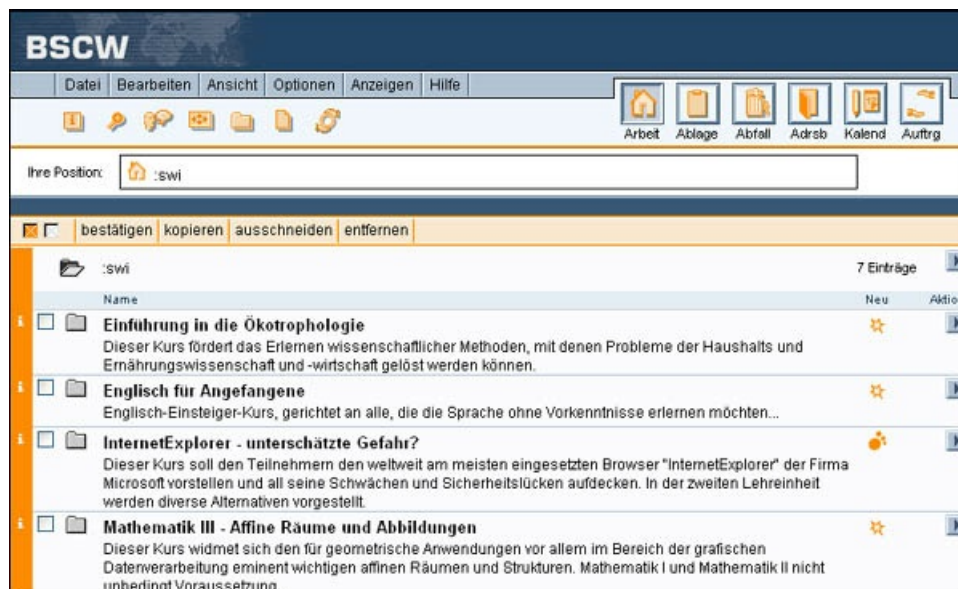 BSCW
Datei Bearbeiten Ansicht Optionen Anzeigen Hilfe
Arbeit Ablage Abfall Adrsb Kalend Auftrg
Ihre Position: :swi
bestätigen kopieren ausschneiden entfernen
:swi 7 Einträge
Name Neu Aktio
Einführung in die Ökotrophologie
Dieser Kurs fördert das Erlernen wissenschaftlicher Methoden, mit denen Probleme der Haushalts und
Ernährungswissenschaft und -wirtschaft gelöst werden können.
Englisch für Angefangene
Englisch-Einsteiger-Kurs, gerichtet an alle, die die Sprache ohne Vorkenntnisse erlernen möchten...
InternetExplorer - unterschätzte Gefahr?
Dieser Kurs soll den Teilnehmern den weltweit am meisten eingesetzten Browser "InternetExplorer" der Firma
Microsoft vorstellen und all seine Schwächen und Sicherheitslücken aufdecken. In der zweiten Lehreinheit
werden diverse Alternativen vorgestellt.
Mathematik III - Affine Räume und Abbildungen
Dieser Kurs widmet sich den für geometrische Anwendungen vor allem im Bereich der grafischen
Datenverarbeitung eminent wichtigen affinen Räumen und Strukturen. Mathematik I und Mathematik II nicht
unbedingt Voraussetzung.